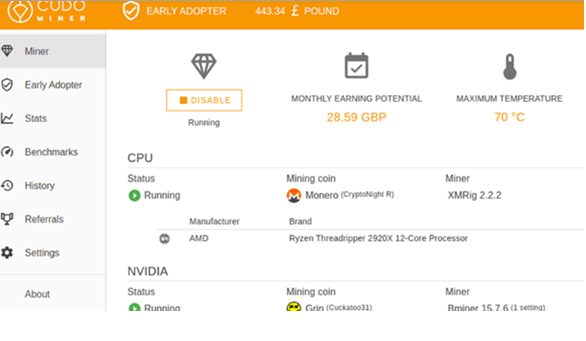 CUDO
MINER
EARLY ADOPTER 443.34 £ POUND
Miner
Early Adopter
Stats
Benchmarks
History
Referrals
Settings
About
DISABLE
Running
MONTHLY EARNING POTENTIAL
28.59 GBP
MAXIMUM TEMPERATURE
70 °C
CPU
Status Mining coin Miner
Running Monero (CryptoNight R) XMRig 2.2.2
Manufacturer Brand
AMD Ryzen Threadripper 2920X 12-Core Processor
NVIDIA
Status Mining coin Miner
Running Grin (Cuckatoo31) Bminer 15.7.6 (1 setting)